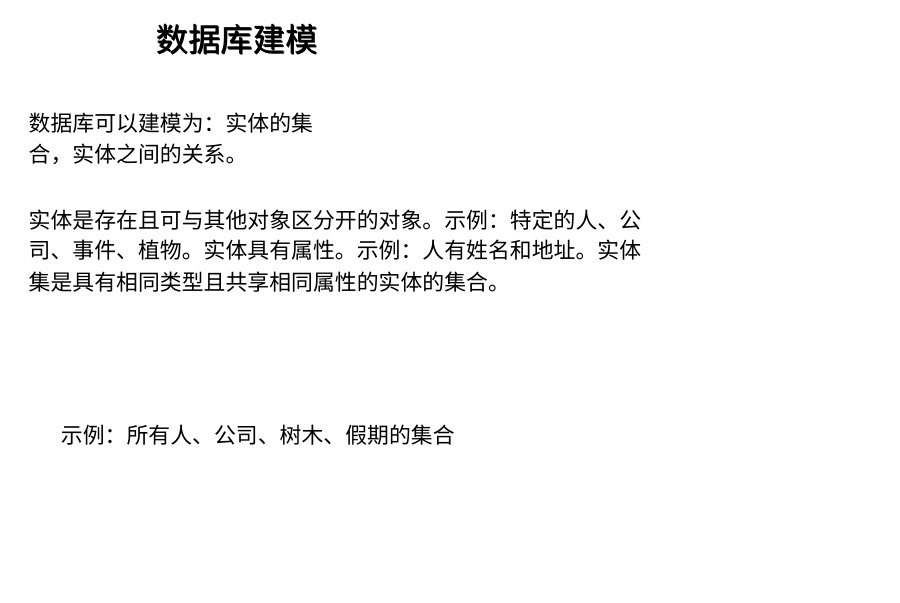 数据库建模
数据库可以建模为：实体的集
合，实体之间的关系。
实体是存在且可与其他对象区分开的对象。示例：特定的人、公
司、事件、植物。实体具有属性。示例：人有姓名和地址。实体
集是具有相同类型且共享相同属性的实体的集合。
示例：所有人、公司、树木、假期的集合